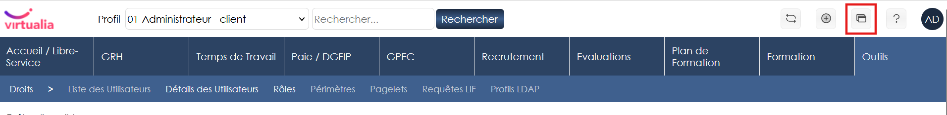 virtualia Profil 01 Administrateur client Rechercher... Rechercher ? AD
Accueil / Libre-Service GRH Temps de Travail Paie / DGFIP GPEC Recrutement Evaluations Plan de Formation Formation Outils
Droits > Liste des Utilisateurs Détails des Utilisateurs Rôles Périmètres Pagelets Requêtes LIF Profils LDAP